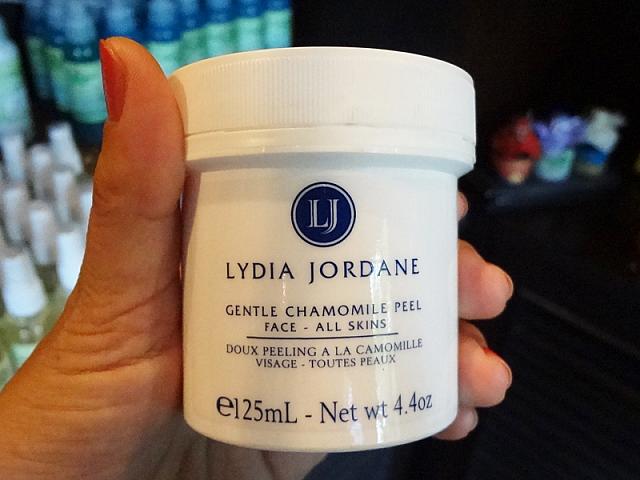 LJ
LYDIA JORDANE
GENTLE CHAMOMILE PEEL
FACE - ALL SKINS
DOUX PEELING A LA CAMOMILLE
VISAGE - TOUTES PEAUX
℮125mL - Net wt 4.4oz